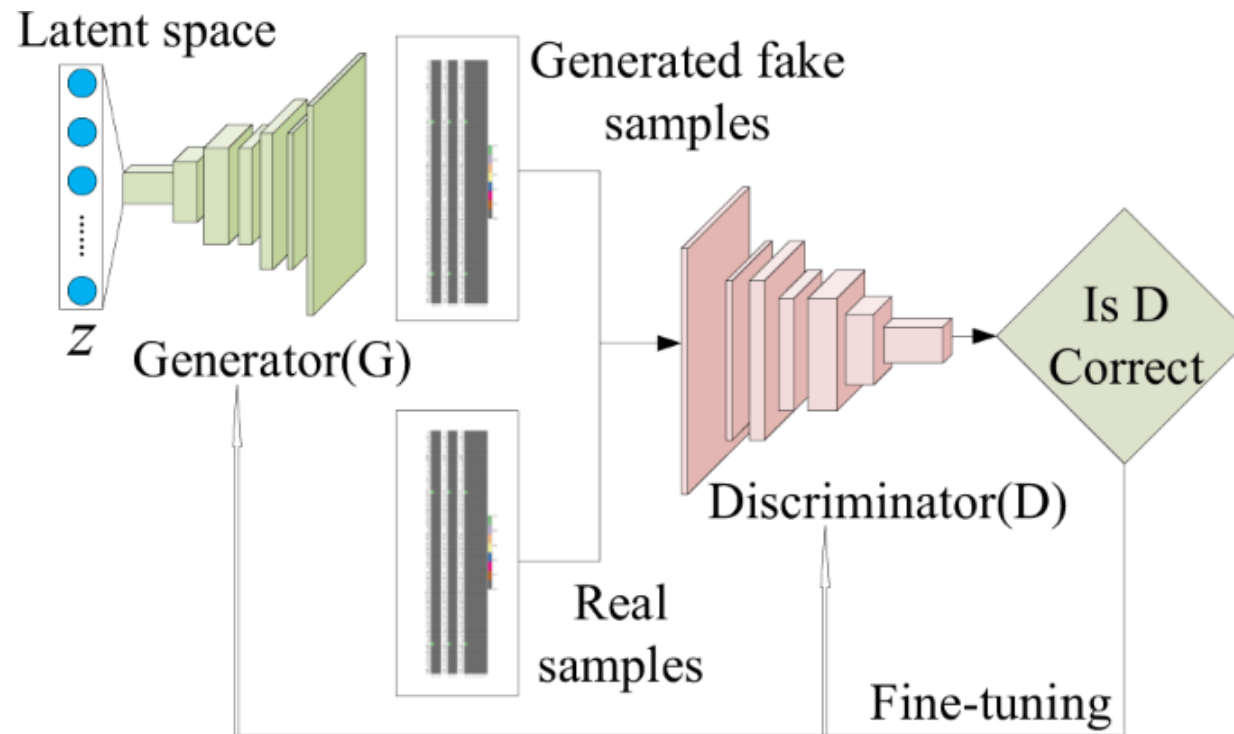 Latent space
Generated fake
samples
z
Generator(G)
Is D
Correct
Discriminator(D)
Real
samples
Fine-tuning